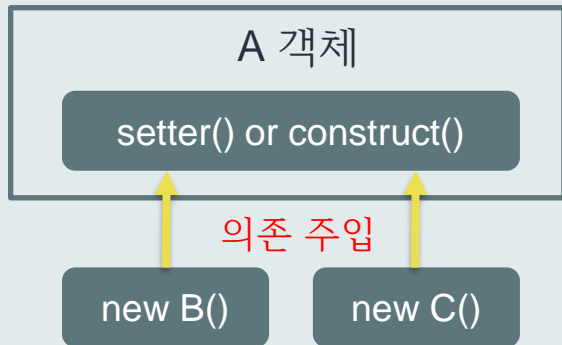 A 객체
setter() or construct()
의존 주입
new B()
new C()